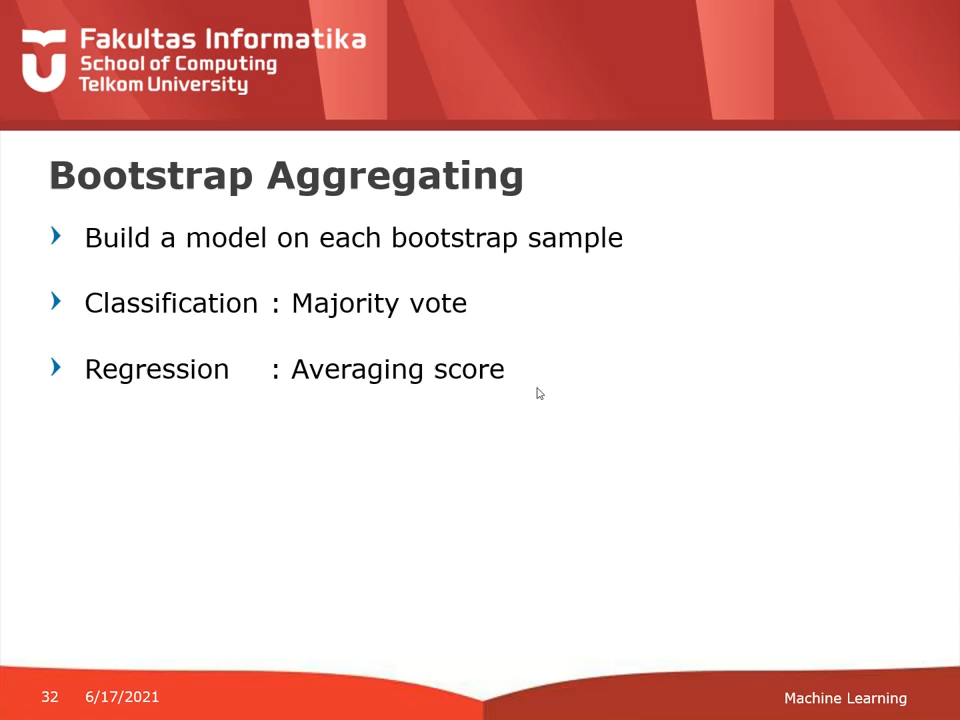 Fakultas Informatika
School of Computing
Telkom University
Bootstrap Aggregating
Build a model on each bootstrap sample
Classification : Majority vote
Regression : Averaging score
32 6/17/2021
Machine Learning